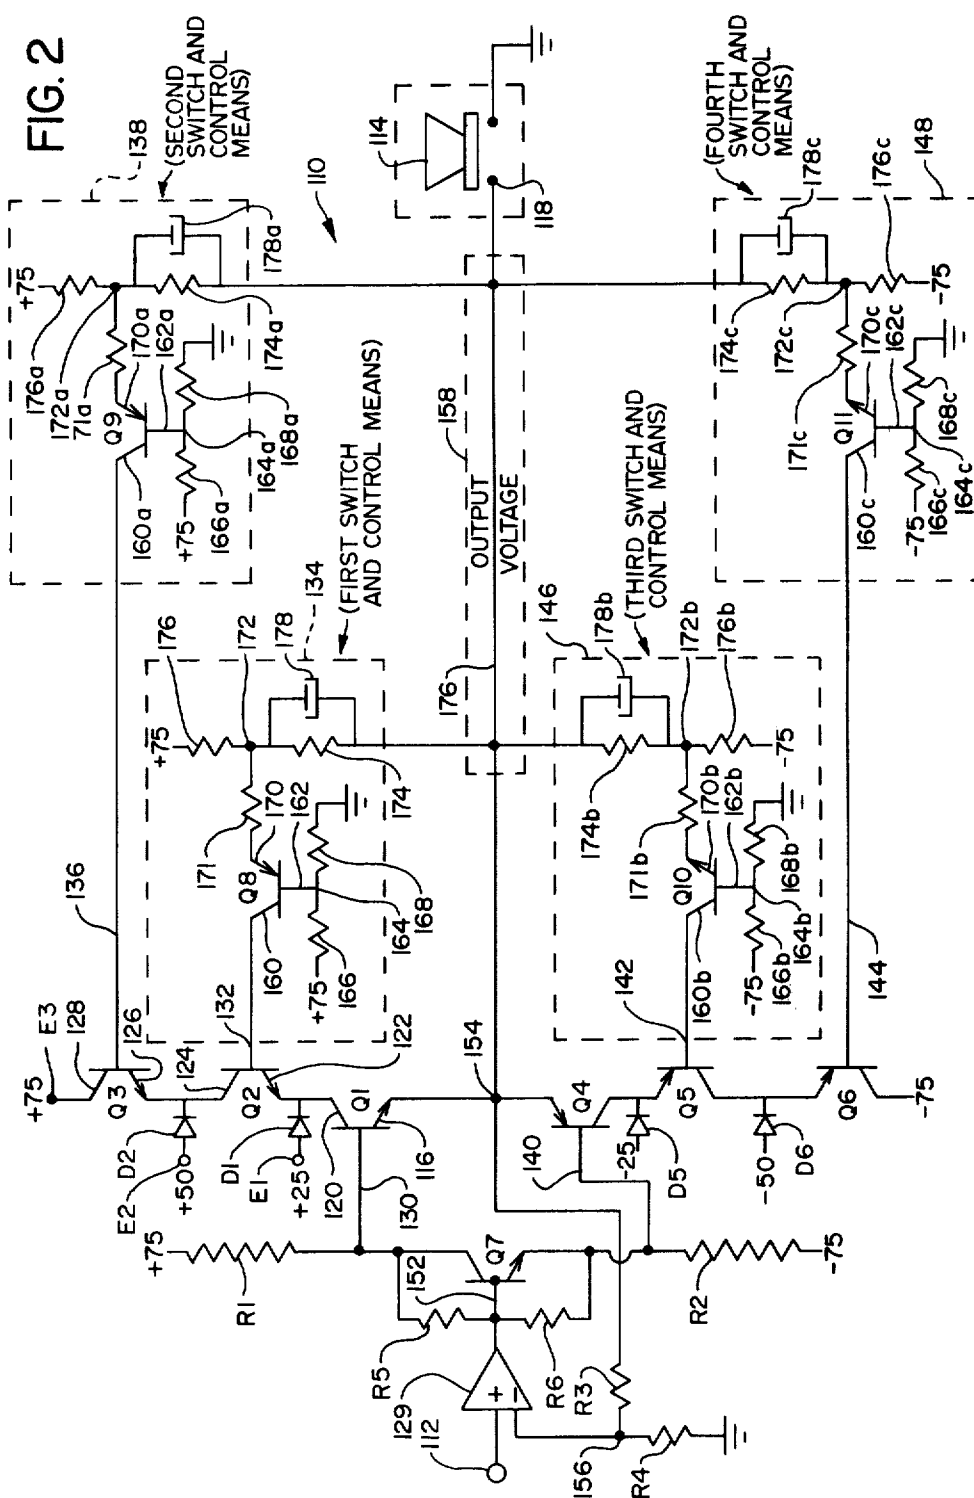 FIG. 2
(SECOND
SWITCH AND
CONTROL
MEANS)
138
178a
+75
176a
172a
71a
Q9
170a
162a
174a
160a
+75
166a
164a
168a
110
114
118
136
E3
+75
128
126
Q3
D2
E2
+50
124
132
Q2
D1
E1
+25
122
120
Q1
116
130
(FIRST SWITCH
AND CONTROL MEANS)
134
178
176
+75
172
171
Q8
170
162
174
160
+75
166
164
168
158
OUTPUT
VOLTAGE
176
154
+75
R1
152
Q7
R5
129
112
+
-
R6
R3
156
R4
R2
-75
140
Q4
-25
D5
Q5
-50
D6
Q6
-75
142
144
(THIRD SWITCH AND
CONTROL MEANS)
146
178b
174b
172b
176b
-75
171b
Q10
170b
162b
160b
-75
166b
164b
168b
(FOURTH
SWITCH AND
CONTROL
MEANS)
178c
176c
148
174c
172c
-75
171c
Q11
170c
162c
160c
-75
166c
164c
168c